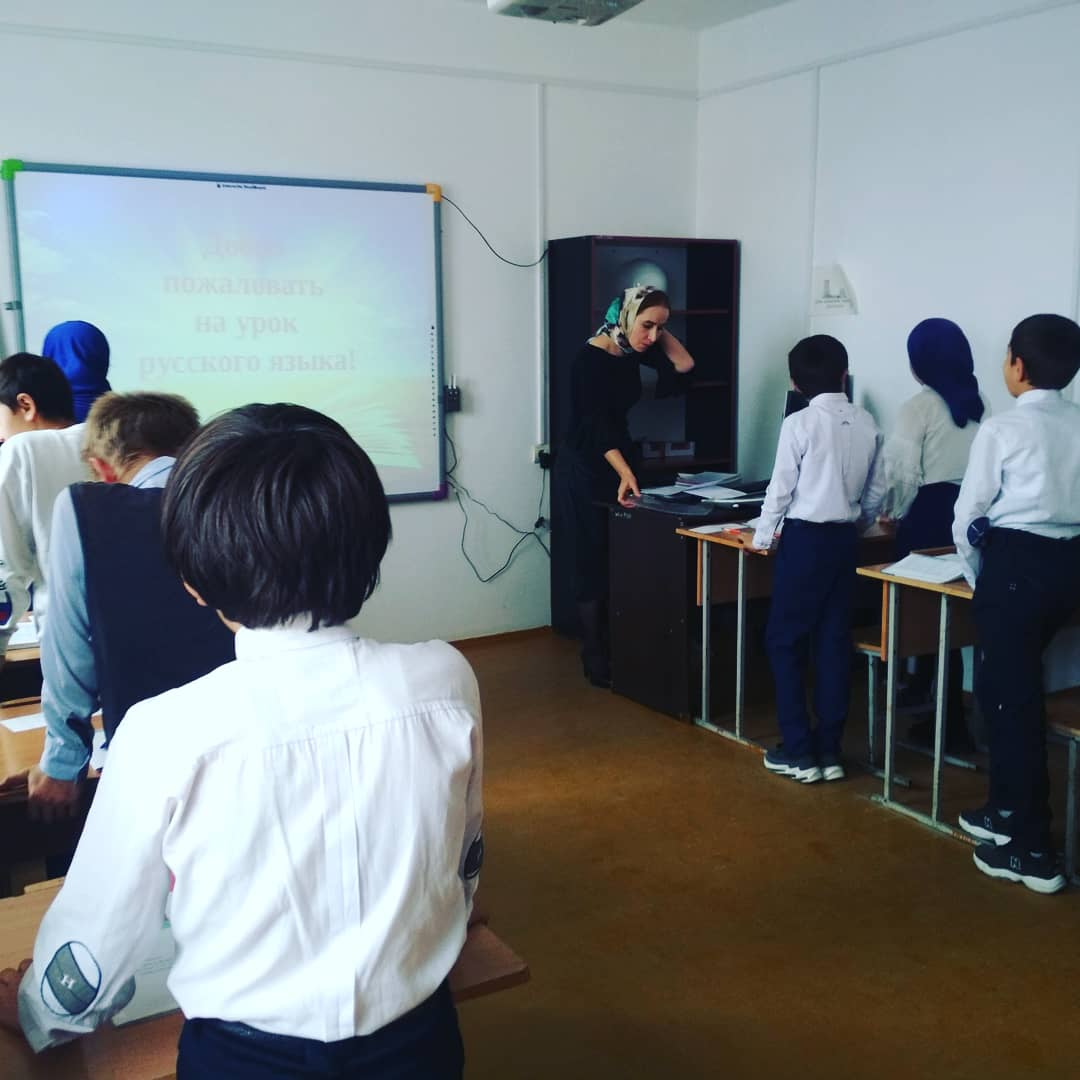 Добро
пожаловать
на урок
русского языка!
H